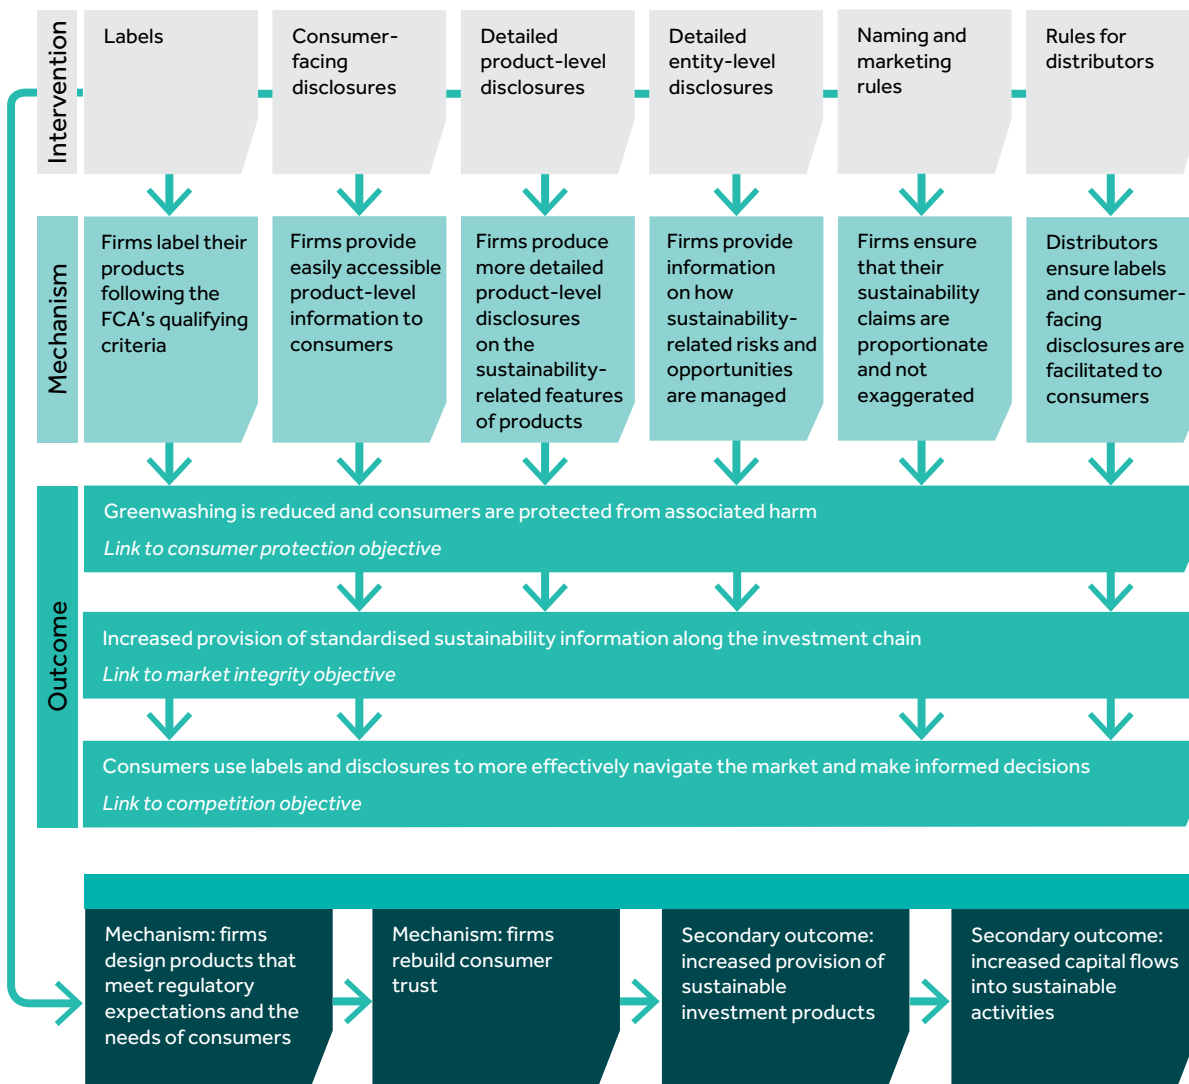 Intervention
Labels
Consumer-
facing
disclosures
Detailed
product-level
disclosures
Detailed
entity-level
disclosures
Naming and
marketing
rules
Rules for
distributors
Mechanism
Firms label their
products
following the
FCA's qualifying
criteria
Firms provide
easily accessible
product-level
information to
consumers
Firms produce
more detailed
product-level
disclosures
on the
sustainability-
related features
of products
Firms provide
information
on how
sustainability-
related risks and
opportunities
are managed
Firms ensure
that their
sustainability
claims are
proportionate
and not
exaggerated
Distributors
ensure labels
and consumer-
facing
disclosures are
facilitated to
consumers
Outcome
Greenwashing is reduced and consumers are protected from associated harm
Link to consumer protection objective
Increased provision of standardised sustainability information along the investment chain
Link to market integrity objective
Consumers use labels and disclosures to more effectively navigate the market and make informed decisions
Link to competition objective
Mechanism: firms
design products that
meet regulatory
expectations and the
needs of consumers
Mechanism: firms
rebuild consumer
trust
Secondary outcome:
increased provision of
sustainable
investment products
Secondary outcome:
increased capital flows
into sustainable
activities